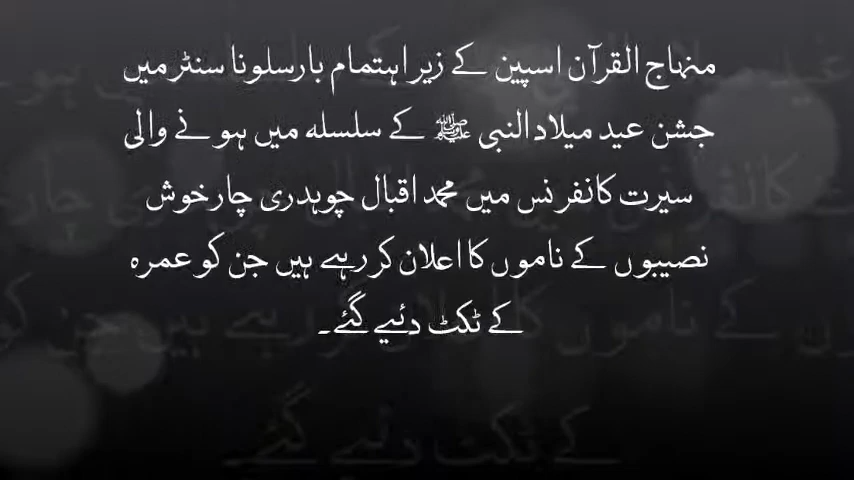 منہاج القرآن اسپین کے زیر اہتمام بارسلونا سنٹر میں
جشن عید میلاد النبی ﷺ کے سلسلہ میں ہونے والی
سیرت کانفرنس میں محمد اقبال چوہدری چار خوش
نصیبوں کے ناموں کا اعلان کر رہے ہیں جن کو عمرہ
کے ٹکٹ دئیے گئے۔